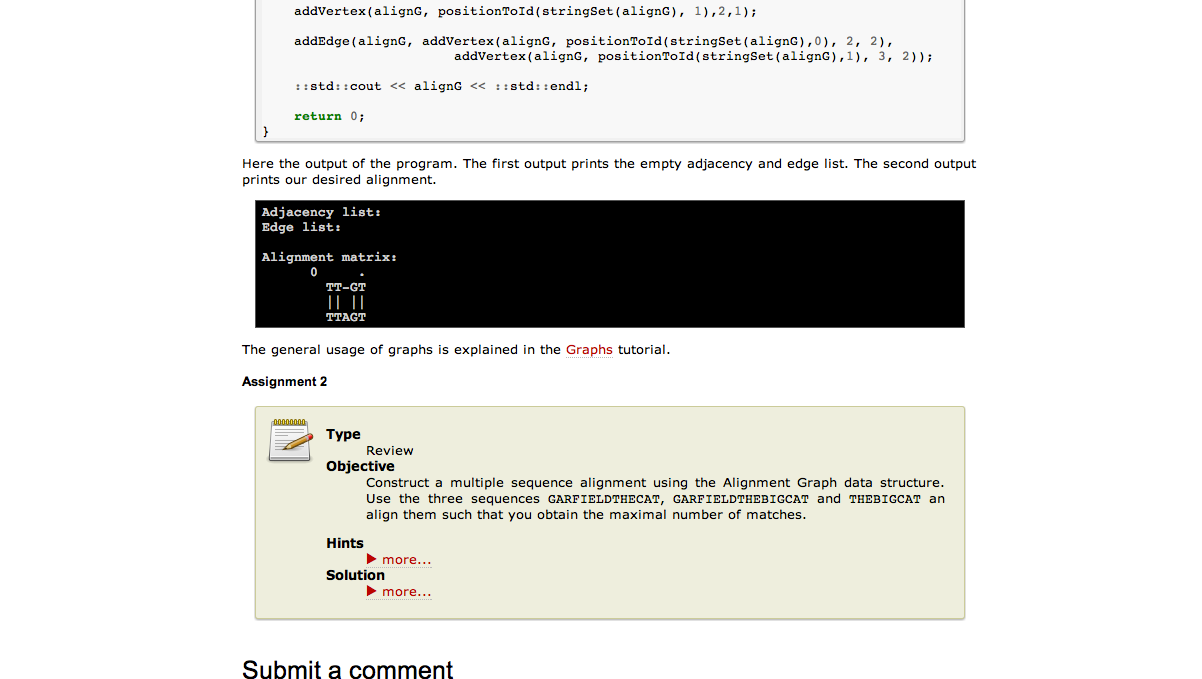 addVertex(alignG, positionToId(stringSet(alignG), 1),2,1);
addEdge(alignG, addVertex(alignG, positionToId(stringSet(alignG),0), 2, 2),
addVertex(alignG, positionToId(stringSet(alignG),1), 3, 2));
::std::cout << alignG << ::std::endl;
return 0;
}
Here the output of the program. The first output prints the empty adjacency and edge list. The second output
prints our desired alignment.
Adjacency list:
Edge list:
Alignment matrix:
0     .
TT-GT
|| ||
TTAGT
The general usage of graphs is explained in the Graphs tutorial.
Assignment 2
Type
Review
Objective
Construct a multiple sequence alignment using the Alignment Graph data structure.
Use the three sequences GARFIELDTHECAT, GARFIELDTHEBIGCAT and THEBIGCAT an
align them such that you obtain the maximal number of matches.
Hints
▶ more...
Solution
▶ more...
Submit a comment